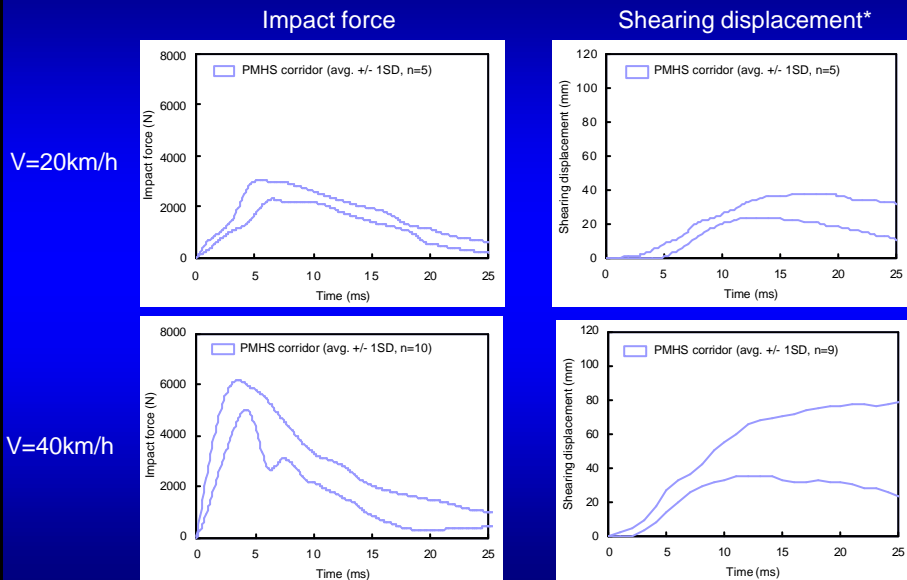 Impact force
Shearing displacement*
V=20km/h
8000
6000
4000
2000
0
Impact force (N)
PMHS corridor (avg. +/- 1SD, n=5)
0 5 10 15 20 25
Time (ms)
120
100
80
60
40
20
0
Shearing displacement (mm)
PMHS corridor (avg. +/- 1SD, n=5)
0 5 10 15 20 25
Time (ms)
V=40km/h
8000
6000
4000
2000
0
Impact force (N)
PMHS corridor (avg. +/- 1SD, n=10)
0 5 10 15 20 25
Time (ms)
120
100
80
60
40
20
0
Shearing displacement (mm)
PMHS corridor (avg. +/- 1SD, n=9)
0 5 10 15 20 25
Time (ms)